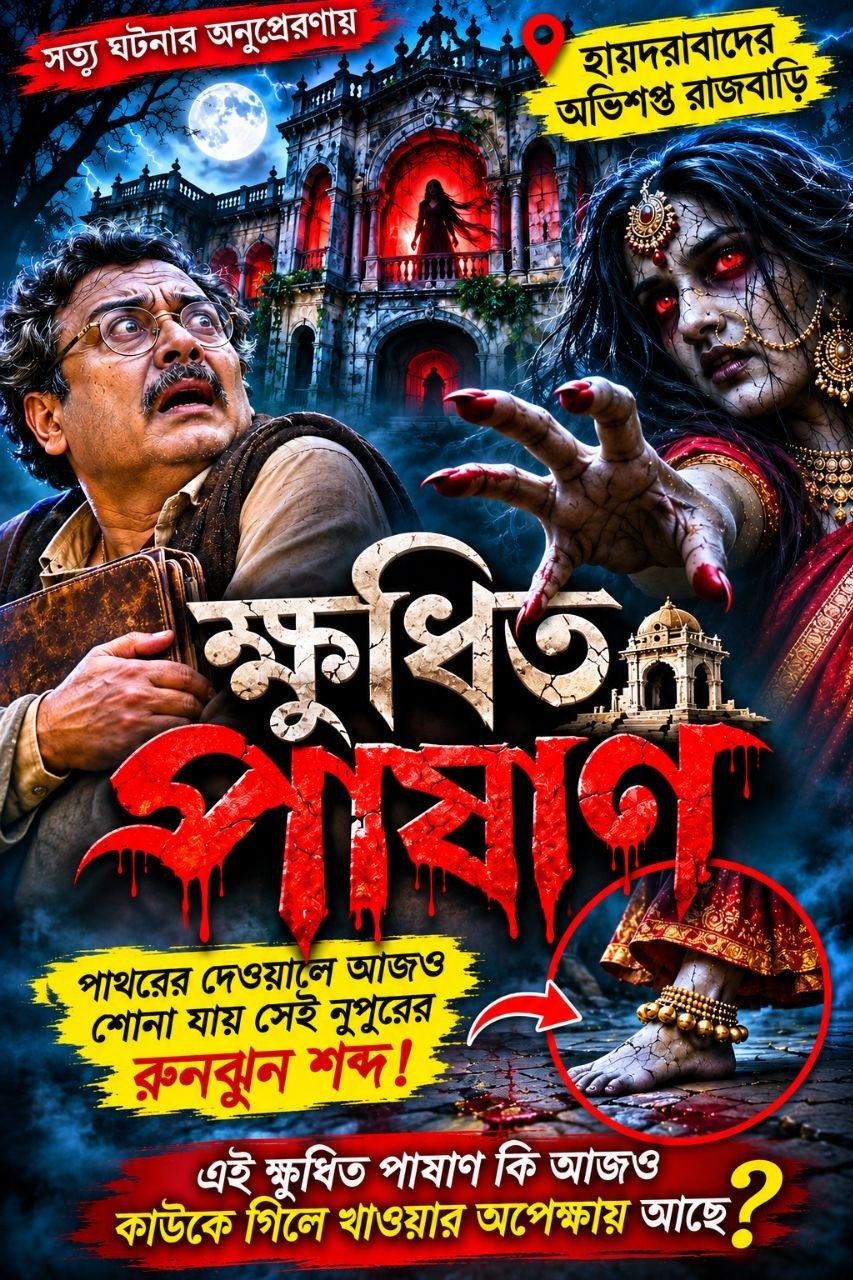 সত্য ঘটনার অনুপ্রেরণায়
হায়দরাবাদের
অভিশপ্ত রাজবাড়ি
ক্ষুধিত
পাষাণ
পাথরের দেওয়ালে আজও
শোনা যায় সেই নুপুরের
রুনঝুন শব্দ!
এই ক্ষুধিত পাষাণ কি আজও
কাউকে গিলে খাওয়ার অপেক্ষায় আছে?